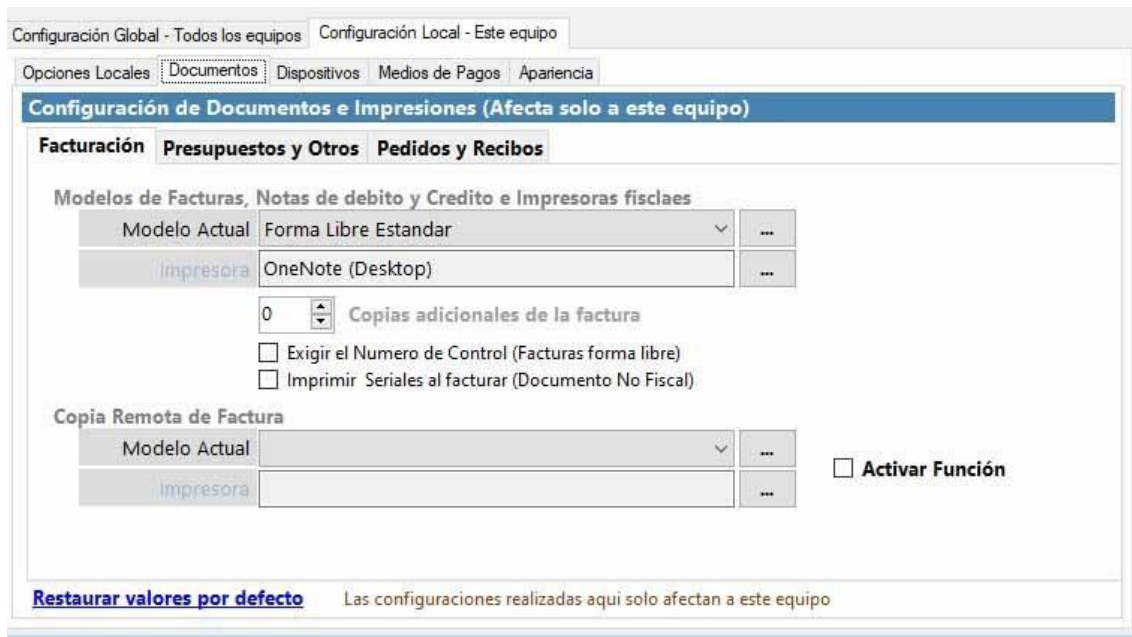 Configuración Global - Todos los equipos Configuración Local - Este equipo
Opciones Locales Documentos Dispositivos Medios de Pagos Apariencia
Configuración de Documentos e Impresiones (Afecta solo a este equipo)
Facturación Presupuestos y Otros Pedidos y Recibos
Modelos de Facturas, Notas de debito y Credito e Impresoras fisclaes
Modelo Actual Forma Libre Estandar ...
Impresora OneNote (Desktop) ...
0 Copias adicionales de la factura
Exigir el Numero de Control (Facturas forma libre)
Imprimir Seriales al facturar (Documento No Fiscal)
Copia Remota de Factura
Modelo Actual ...
Impresora ...
Activar Función
Restaurar valores por defecto Las configuraciones realizadas aqui solo afectan a este equipo